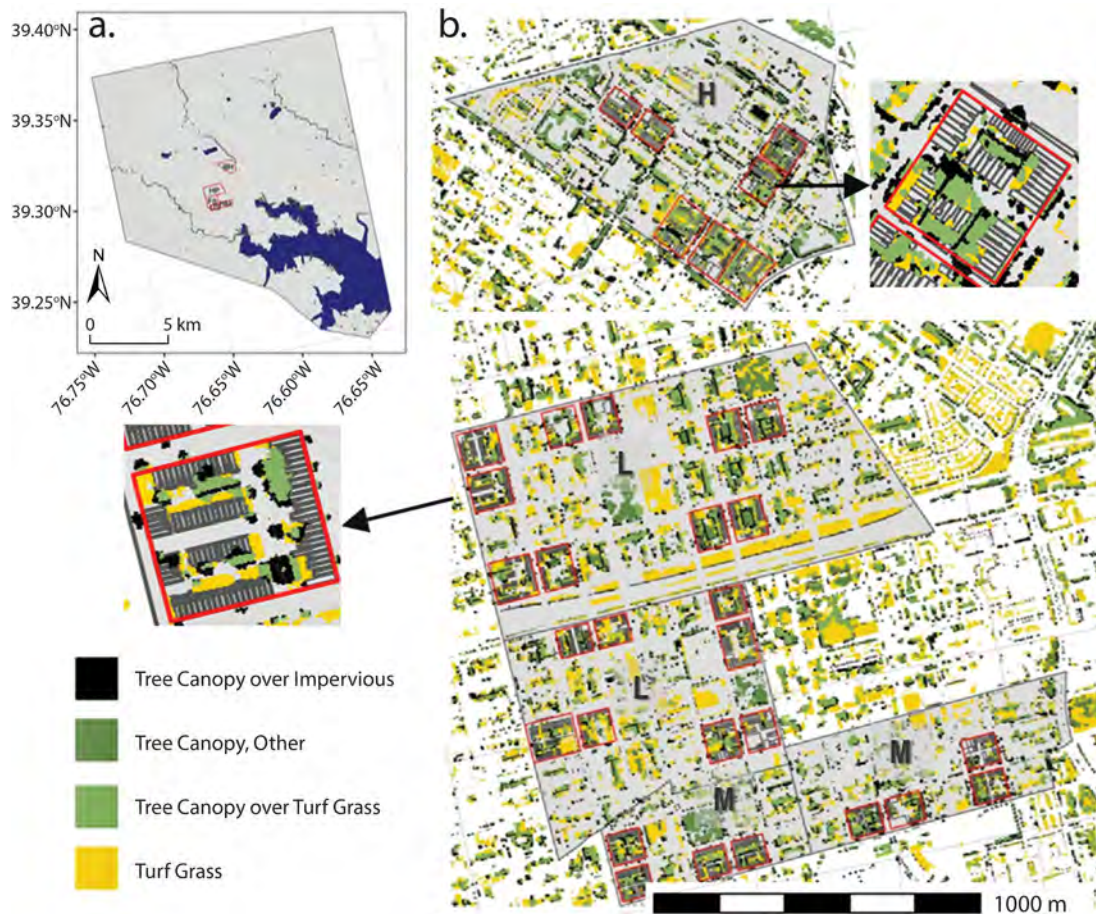 a.
39.40°N
39.35°N
39.30°N
39.25°N
N
0 5 km
76.75°W
76.70°W
76.65°W
76.60°W
76.65°W
b.
H
L
L
M
M
Tree Canopy over Impervious
Tree Canopy, Other
Tree Canopy over Turf Grass
Turf Grass
1000 m